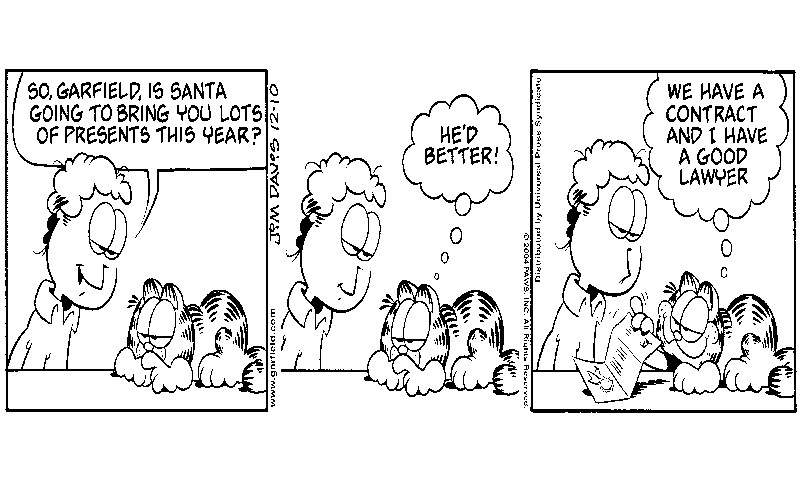 SO, GARFIELD, IS SANTA
GOING TO BRING YOU LOTS
OF PRESENTS THIS YEAR?
JIM DAVIS 12-10
www.garfield.com
HE'D
BETTER!
© 2004 PAWS, INC. All Rights Reserved.
Distributed by Universal Press Syndicate
WE HAVE A
CONTRACT
AND I HAVE
A GOOD
LAWYER